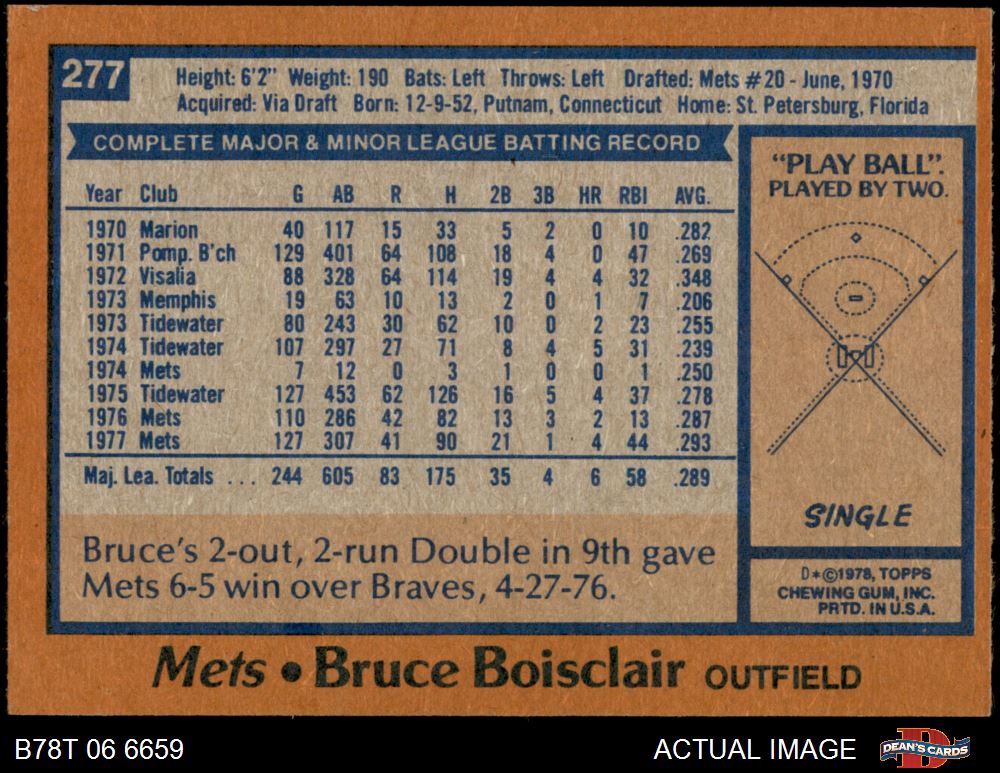 277
Height: 6'2" Weight: 190 Bats: Left Throws: Left Drafted: Mets #20 - June, 1970
Acquired: Via Draft Born: 12-9-52, Putnam, Connecticut Home: St. Petersburg, Florida
COMPLETE MAJOR & MINOR LEAGUE BATTING RECORD
Year Club G AB R H 2B 3B HR RBI AVG.
1970 Marion 40 117 15 33 5 2 0 10 .282
1971 Pomp. B'ch 129 401 64 108 18 4 0 47 .269
1972 Visalia 88 328 64 114 19 4 4 32 .348
1973 Memphis 19 63 10 13 2 0 1 7 .206
1973 Tidewater 80 243 30 62 10 0 2 23 .255
1974 Tidewater 107 297 27 71 8 4 5 31 .239
1974 Mets 7 12 0 3 1 0 0 1 .250
1975 Tidewater 127 453 62 126 16 5 4 37 .278
1976 Mets 110 286 42 82 13 3 2 13 .287
1977 Mets 127 307 41 90 21 1 4 44 .293
Maj. Lea. Totals ... 244 605 83 175 35 4 6 58 .289
Bruce's 2-out, 2-run Double in 9th gave
Mets 6-5 win over Braves, 4-27-76.
"PLAY BALL".
PLAYED BY TWO.
SINGLE
D*©1978, TOPPS
CHEWING GUM, INC.
PRTD. IN U.S.A.
Mets • Bruce Boisclair OUTFIELD
B78T 06 6659
ACTUAL IMAGE
DEAN'S CARDS